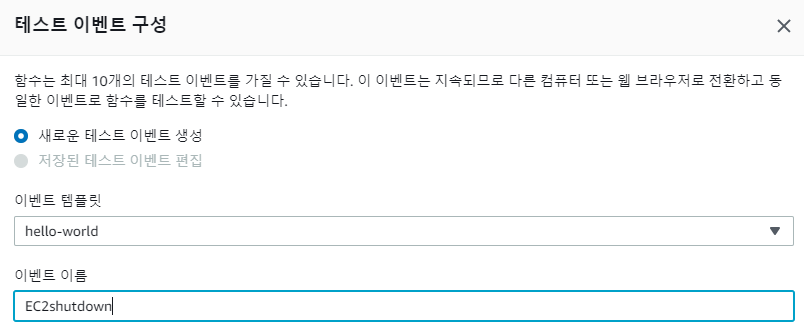 테스트 이벤트 구성
함수는 최대 10개의 테스트 이벤트를 가질 수 있습니다. 이 이벤트는 지속되므로 다른 컴퓨터 또는 웹 브라우저로 전환하고 동
일한 이벤트로 함수를 테스트할 수 있습니다.
새로운 테스트 이벤트 생성
저장된 테스트 이벤트 편집
이벤트 템플릿
hello-world
이벤트 이름
EC2shutdown